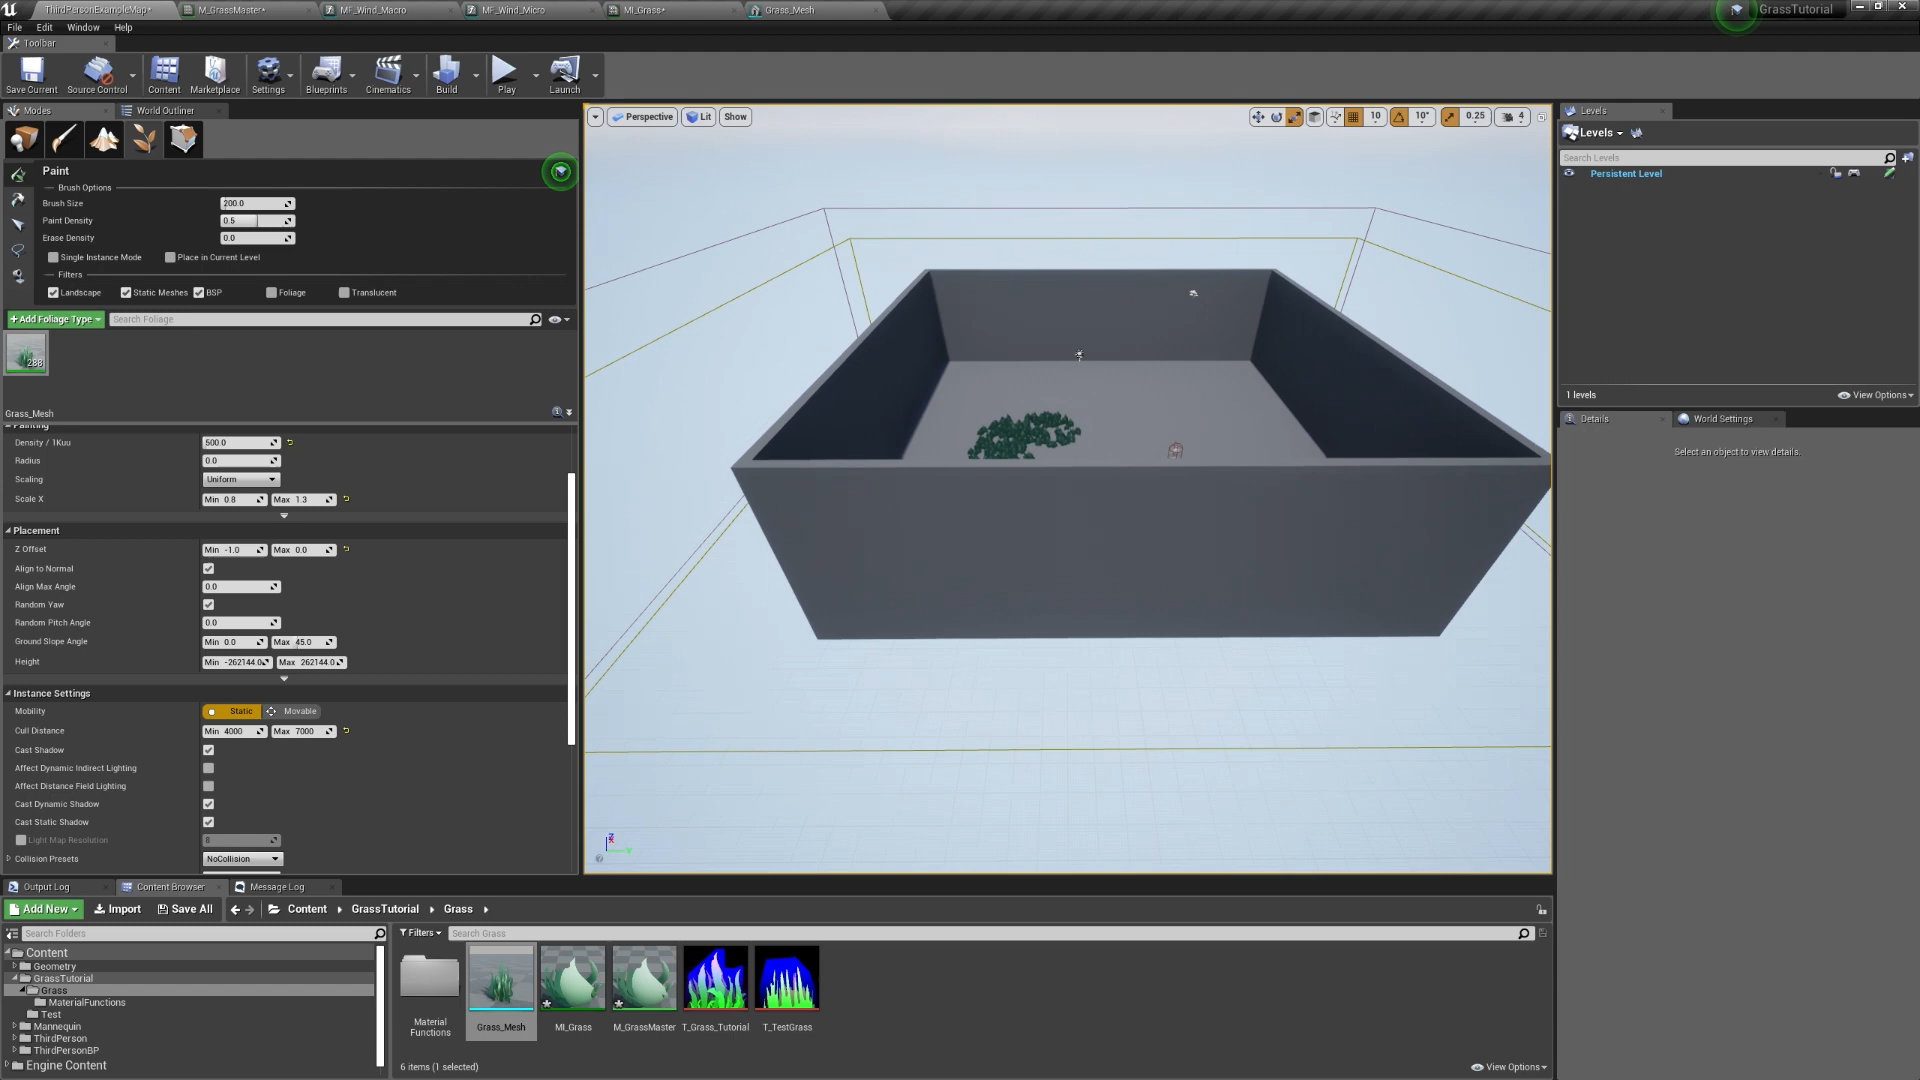 ThirdPersonExampleMap*
M_GrassMaster*
MF_Wind_Macro
MF_Wind_Micro
MI_Grass*
Grass_Mesh
GrassTutorial
File Edit Window Help
Toolbar
Save Current
Source Control
Content
Marketplace
Settings
Blueprints
Cinematics
Build
Play
Launch
Modes
World Outliner
Paint
Brush Options
Brush Size 200.0
Paint Density 0.5
Erase Density 0.0
Single Instance Mode Place in Current Level
Filters
Landscape Static Meshes BSP Foliage Translucent
+Add Foliage Type Search Foliage
288
Grass_Mesh
Painting
Density / 1Kuu 500.0
Radius 0.0
Scaling Uniform
Scale X Min 0.8 Max 1.3
Placement
Z Offset Min -1.0 Max 0.0
Align to Normal
Align Max Angle 0.0
Random Yaw
Random Pitch Angle 0.0
Ground Slope Angle Min 0.0 Max 45.0
Height Min -262144.0 Max 262144.0
Instance Settings
Mobility Static Movable
Cull Distance Min 4000 Max 7000
Cast Shadow
Affect Dynamic Indirect Lighting
Affect Distance Field Lighting
Cast Dynamic Shadow
Cast Static Shadow
Light Map Resolution 8
Collision Presets NoCollision
Perspective Lit Show
10 10° 0.25 4
Z
Y
Levels
Levels
Search Levels
Persistent Level
1 levels
View Options
Details
World Settings
Select an object to view details.
Output Log
Content Browser
Message Log
Add New Import Save All Content GrassTutorial Grass
Search Folders
Filters Search Grass
Content
Geometry
GrassTutorial
Grass
MaterialFunctions
Test
Mannequin
ThirdPerson
ThirdPersonBP
Engine Content
Material
Functions
Grass_Mesh
MI_Grass
M_GrassMaster
T_Grass_Tutorial
T_TestGrass
6 items (1 selected)
View Options